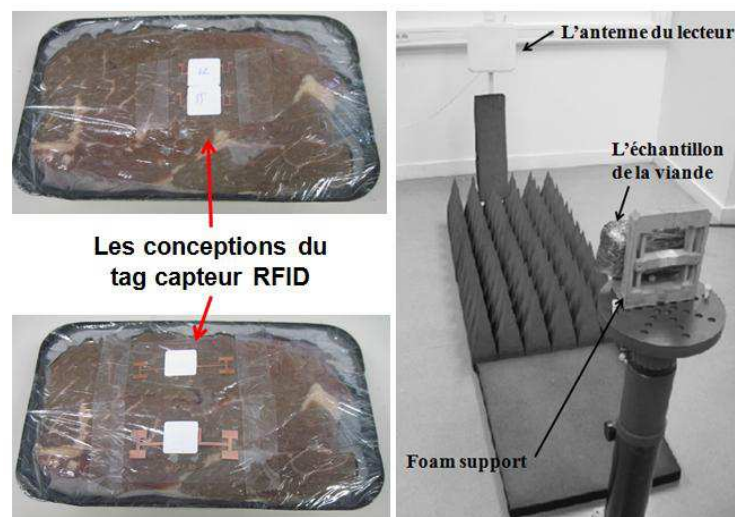 L'antenne du lecteur
L'échantillon
de la viande
Les conceptions du
tag capteur RFID
Foam support